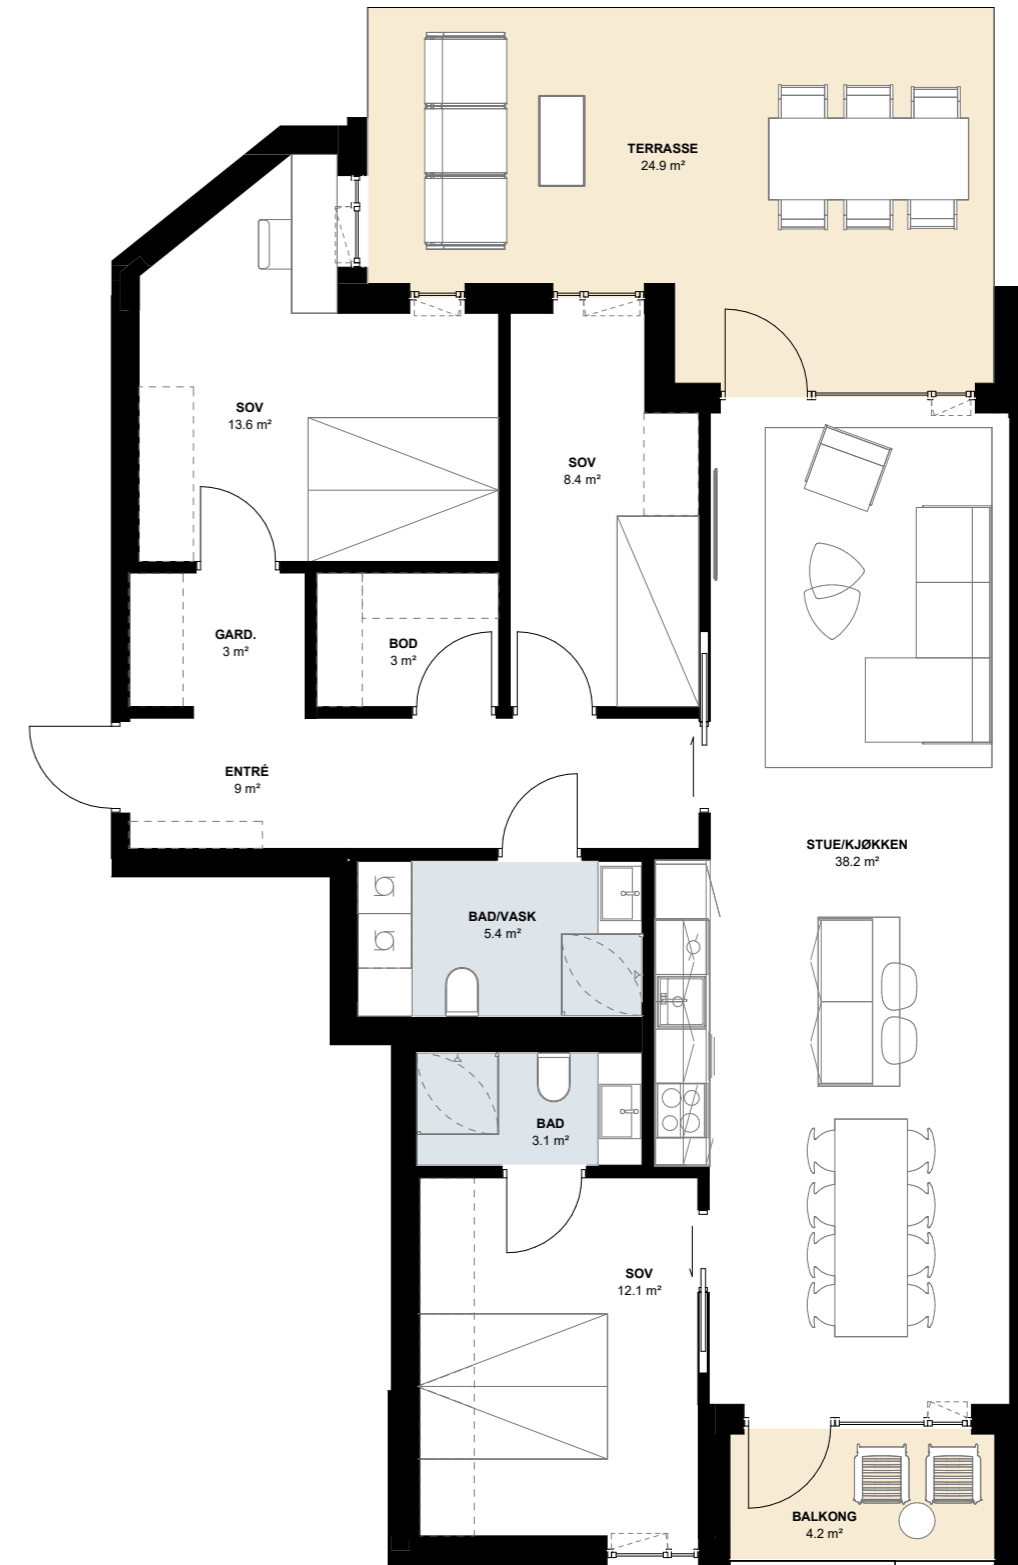 TERRASSE
24.9 m²
SOV
13.6 m²
SOV
8.4 m²
GARD.
3 m²
BOD
3 m²
ENTRÉ
9 m²
STUE/KJØKKEN
38.2 m²
BAD/VASK
5.4 m²
BAD
3.1 m²
SOV
12.1 m²
BALKONG
4.2 m²